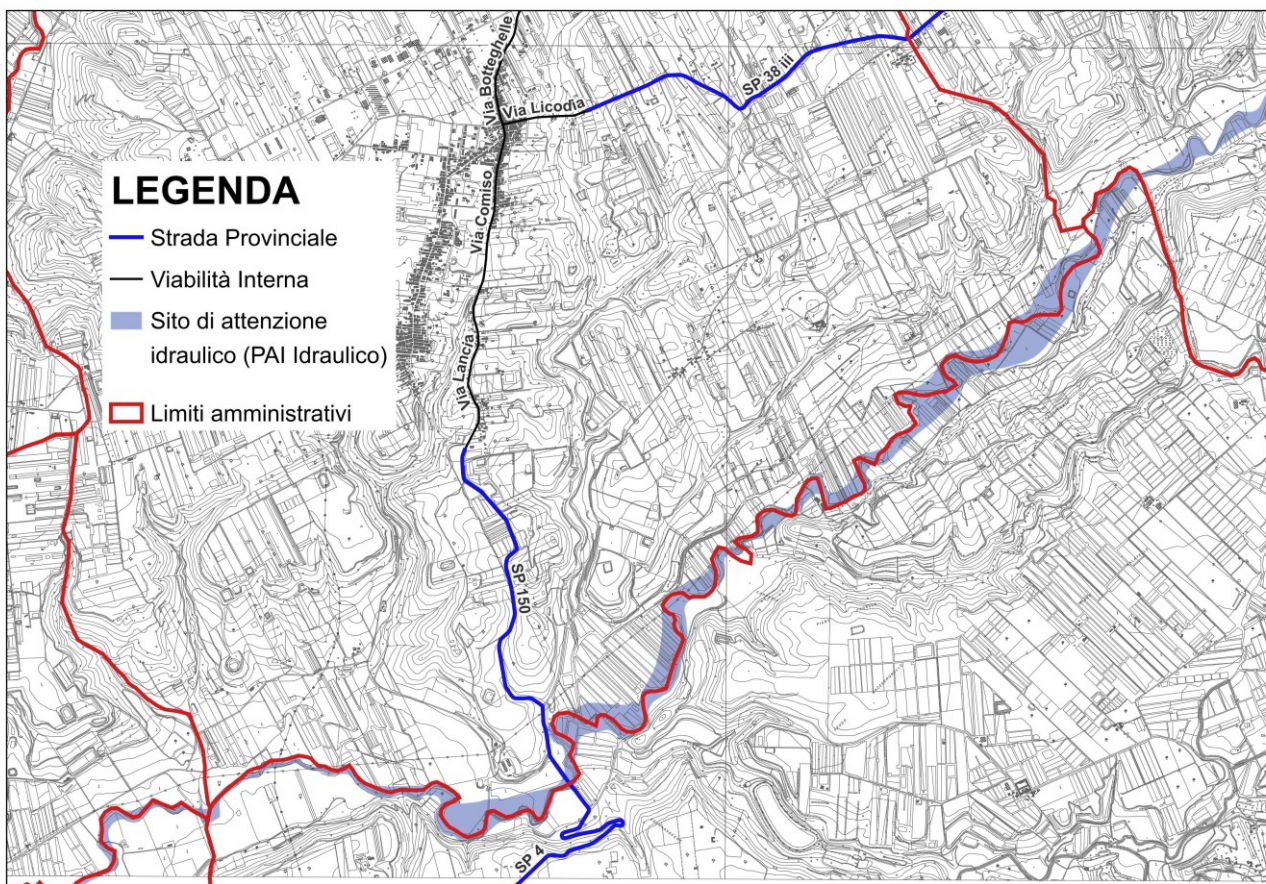 Via Botteghelle
Via Licodia
SP 38 iii
Via Comiso
Via Lancia
SP 150
SP 4
LEGENDA
Strada Provinciale
Viabilità Interna
Sito di attenzione
idraulico (PAI Idraulico)
Limiti amministrativi